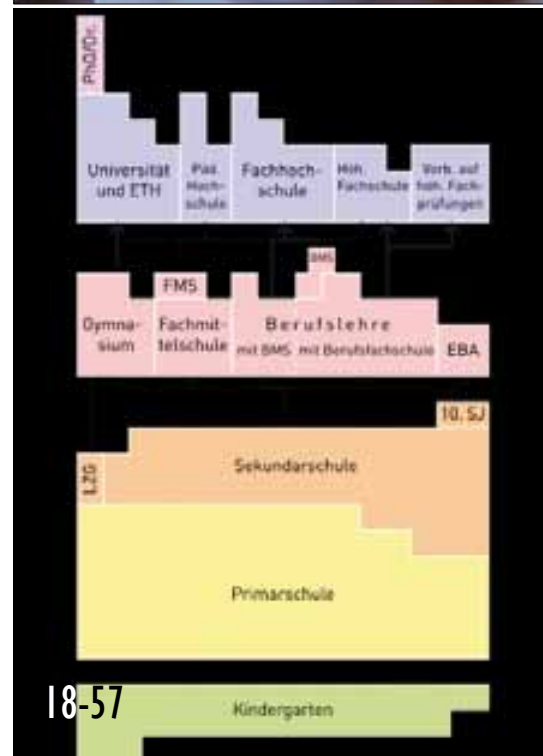 PhD/Dr.
Universität
und ETH
Päd.
Hoch-
schule
Fachhoch-
schule
Höh.
Fachschule
Vorb. auf
höh. Fach-
prüfungen
BMS
FMS
Gymna-
sium
Fachmit-
telschule
Berufslehre
mit BMS mit Berufsfachschule
EBA
10. SJ
LZG
Sekundarschule
Primarschule
18-57
Kindergarten